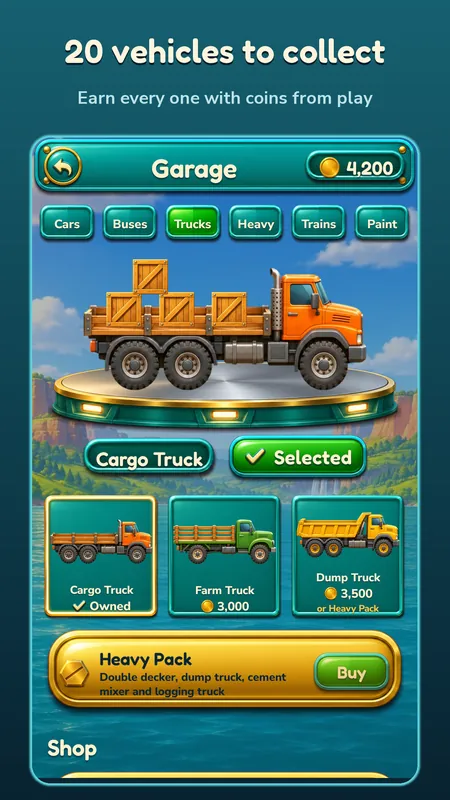 20 vehicles to collect
Earn every one with coins from play
Garage
4,200
Cars
Buses
Trucks
Heavy
Trains
Paint
Cargo Truck
Selected
Cargo Truck
Owned
Farm Truck
3,000
Dump Truck
3,500
or Heavy Pack
Heavy Pack
Double decker, dump truck, cement
mixer and logging truck
Buy
Shop